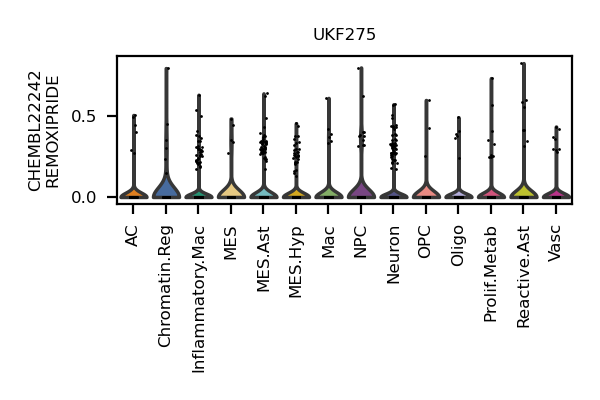 UKF275
CHEMBL22242
REMOXIPRIDE
0.5
0.0
AC
Chromatin.Reg
Inflammatory.Mac
MES
MES.Ast
MES.Hyp
Mac
NPC
Neuron
OPC
Oligo
Prolif.Metab
Reactive.Ast
Vasc